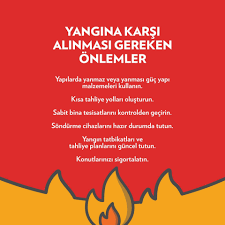 YANGINA KARŞI
ALINMASI GEREKEN
ÖNLEMLER
Yapılarda yanmaz veya yanması güç yapı
malzemeleri kullanın.
Kısa tahliye yolları oluşturun.
Sabit bina tesisatlarını kontrolden geçirin.
Söndürme cihazlarını hazır durumda tutun.
Yangın tatbikatları ve
tahliye planlarını güncel tutun.
Konutlarınızı sigortalatın.